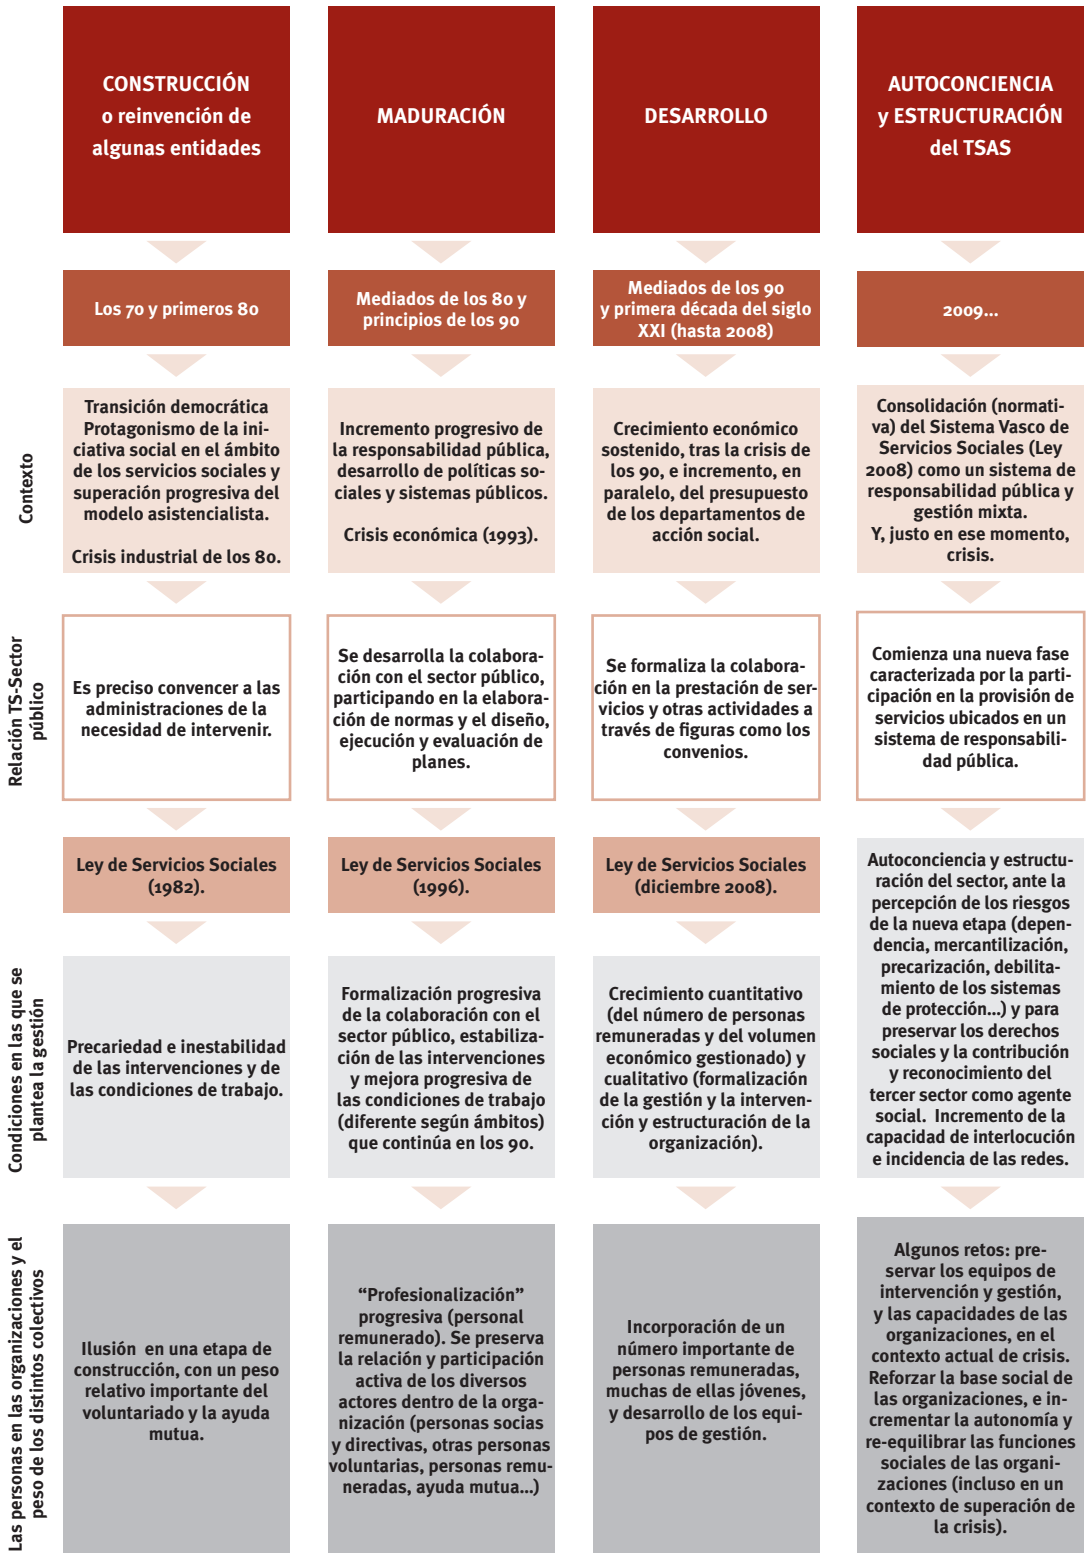 CONSTRUCCIÓN
o reinvención de
algunas entidades
MADURACIÓN
DESARROLLO
AUTOCONCIENCIA
y ESTRUCTURACIÓN
del TSAS
Los 70 y primeros 80
Mediados de los 80 y
principios de los 90
Mediados de los 90
y primera década del siglo
XXI (hasta 2008)
2009...
Contexto
Transición democrática
Protagonismo de la ini-
ciativa social en el ámbito
de los servicios sociales y
superación progresiva del
modelo asistencialista.
Crisis industrial de los 80.
Incremento progresivo de
la responsabilidad pública,
desarrollo de políticas so-
ciales y sistemas públicos.
Crisis económica (1993).
Crecimiento económico
sostenido, tras la crisis de
los 90, e incremento, en
paralelo, del presupuesto
de los departamentos de
acción social.
Consolidación (normati-
va) del Sistema Vasco de
Servicios Sociales (Ley
2008) como un sistema de
responsabilidad pública y
gestión mixta.
Y, justo en ese momento,
crisis.
Relación TS-Sector
público
Es preciso convencer a las
administraciones de la
necesidad de intervenir.
Se desarrolla la colabora-
ción con el sector público,
participando en la elabora-
ción de normas y el diseño,
ejecución y evaluación de
planes.
Se formaliza la colabora-
ción en la prestación de ser-
vicios y otras actividades a
través de figuras como los
convenios.
Comienza una nueva fase
caracterizada por la parti-
cipación en la provisión de
servicios ubicados en un
sistema de responsabili-
dad pública.
Ley de Servicios Sociales
(1982).
Ley de Servicios Sociales
(1996).
Ley de Servicios Sociales
(diciembre 2008).
Condiciones en las que se
plantea la gestión
Precariedad e inestabilidad
de las intervenciones y de
las condiciones de trabajo.
Formalización progresiva
de la colaboración con el
sector público, estabiliza-
ción de las intervenciones
y mejora progresiva de
las condiciones de trabajo
(diferente según ámbitos)
que continúa en los 90.
Crecimiento cuantitativo
(del número de personas
remuneradas y del volumen
económico gestionado) y
cualitativo (formalización
de la gestión y la interven-
ción y estructuración de la
organización).
Autoconciencia y estructu-
ración del sector, ante la
percepción de los riesgos
de la nueva etapa (depen-
dencia, mercantilización,
precarización, debilita-
miento de los sistemas
de protección...) y para
preservar los derechos
sociales y la contribución
y reconocimiento del
tercer sector como agente
social. Incremento de la
capacidad de interlocución
e incidencia de las redes.
Las personas en las organizaciones y el
peso de los distintos colectivos
Ilusión en una etapa de
construcción, con un peso
relativo importante del
voluntariado y la ayuda
mutua.
“Profesionalización”
progresiva (personal
remunerado). Se preserva
la relación y participación
activa de los diversos
actores dentro de la orga-
nización (personas socias
y directivas, otras personas
voluntarias, personas remu-
neradas, ayuda mutua...)
Incorporación de un
número importante de
personas remuneradas,
muchas de ellas jóvenes,
y desarrollo de los equi-
pos de gestión.
Algunos retos: pre-
servar los equipos de
intervención y gestión,
y las capacidades de las
organizaciones, en el
contexto actual de crisis.
Reforzar la base social de
las organizaciones, e in-
crementar la autonomía y
re-equilibrar las funciones
sociales de las organi-
zaciones (incluso en un
contexto de superación de
la crisis).